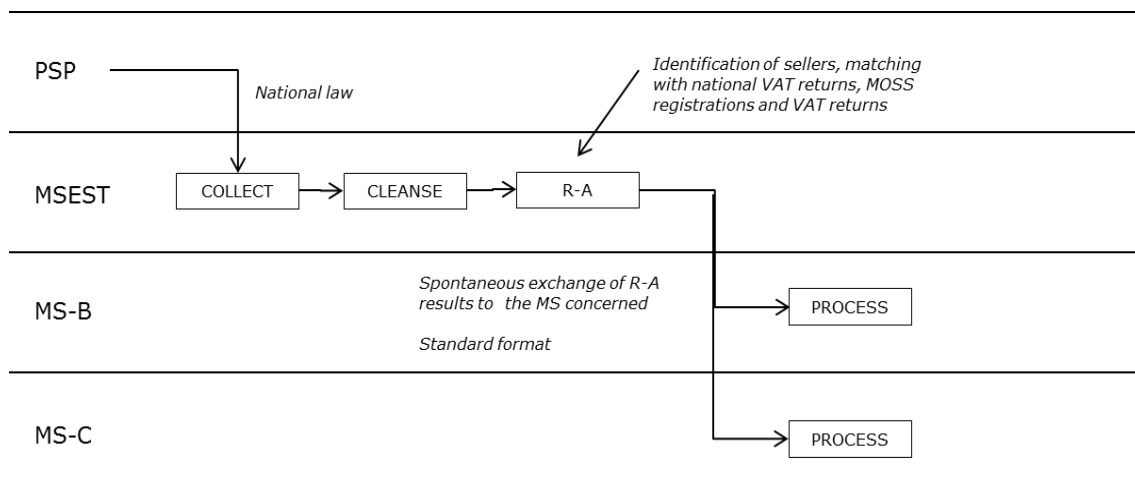 PSP
National law
Identification of sellers, matching
with national VAT returns, MOSS
registrations and VAT returns
MSEST
COLLECT
CLEANSE
R-A
MS-B
Spontaneous exchange of R-A
results to  the MS concerned
Standard format
PROCESS
MS-C
PROCESS